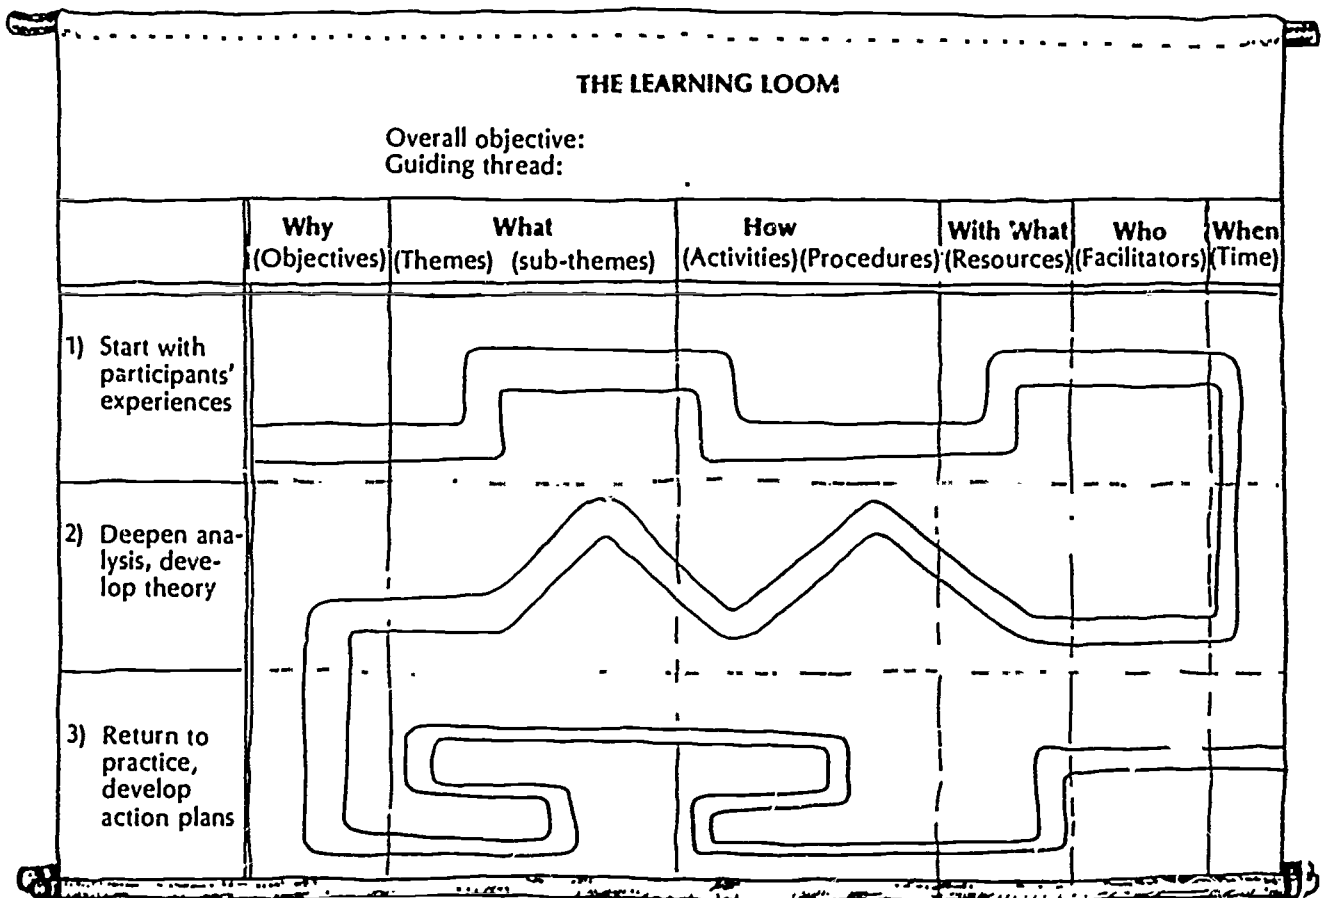 THE LEARNING LOOM
Overall objective:
Guiding thread:
Why What How With What Who When
(Objectives) (Themes) (sub-themes) (Activities) (Procedures) (Resources) (Facilitators) (Time)
1) Start with
participants'
experiences
2) Deepen ana-
lysis, deve-
lop theory
3) Return to
practice,
develop
action plans